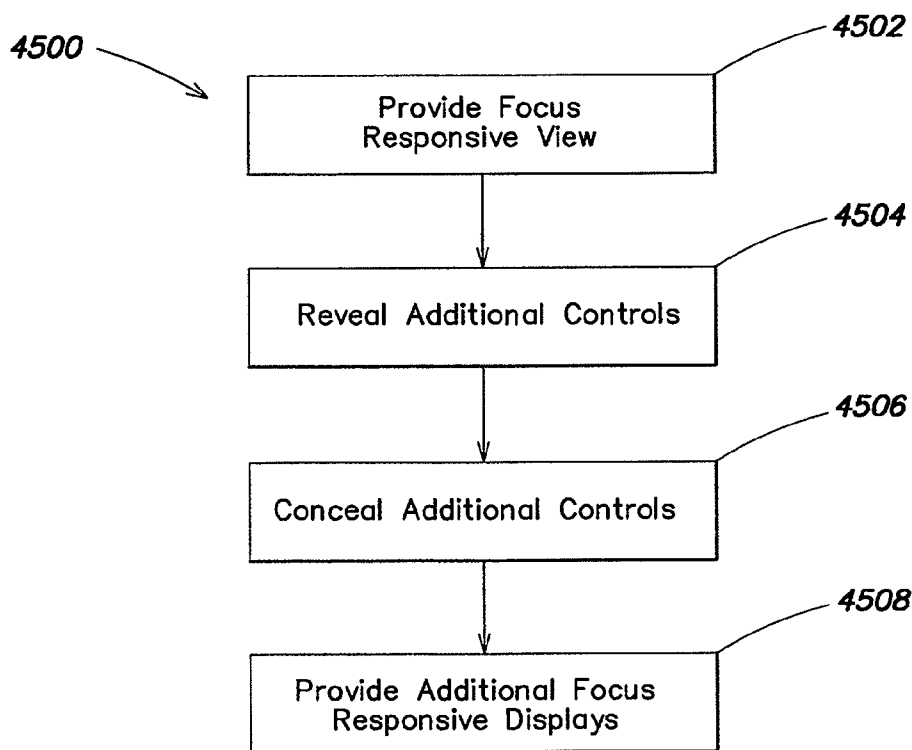 4500
4502
Provide Focus
Responsive View
4504
Reveal Additional Controls
4506
Conceal Additional Controls
4508
Provide Additional Focus
Responsive Displays